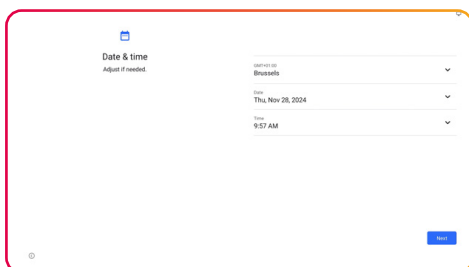 Date & time
Adjust if needed.
GMT+01:00
Brussels
Date
Thu, Nov 28, 2024
Time
9:57 AM
Next